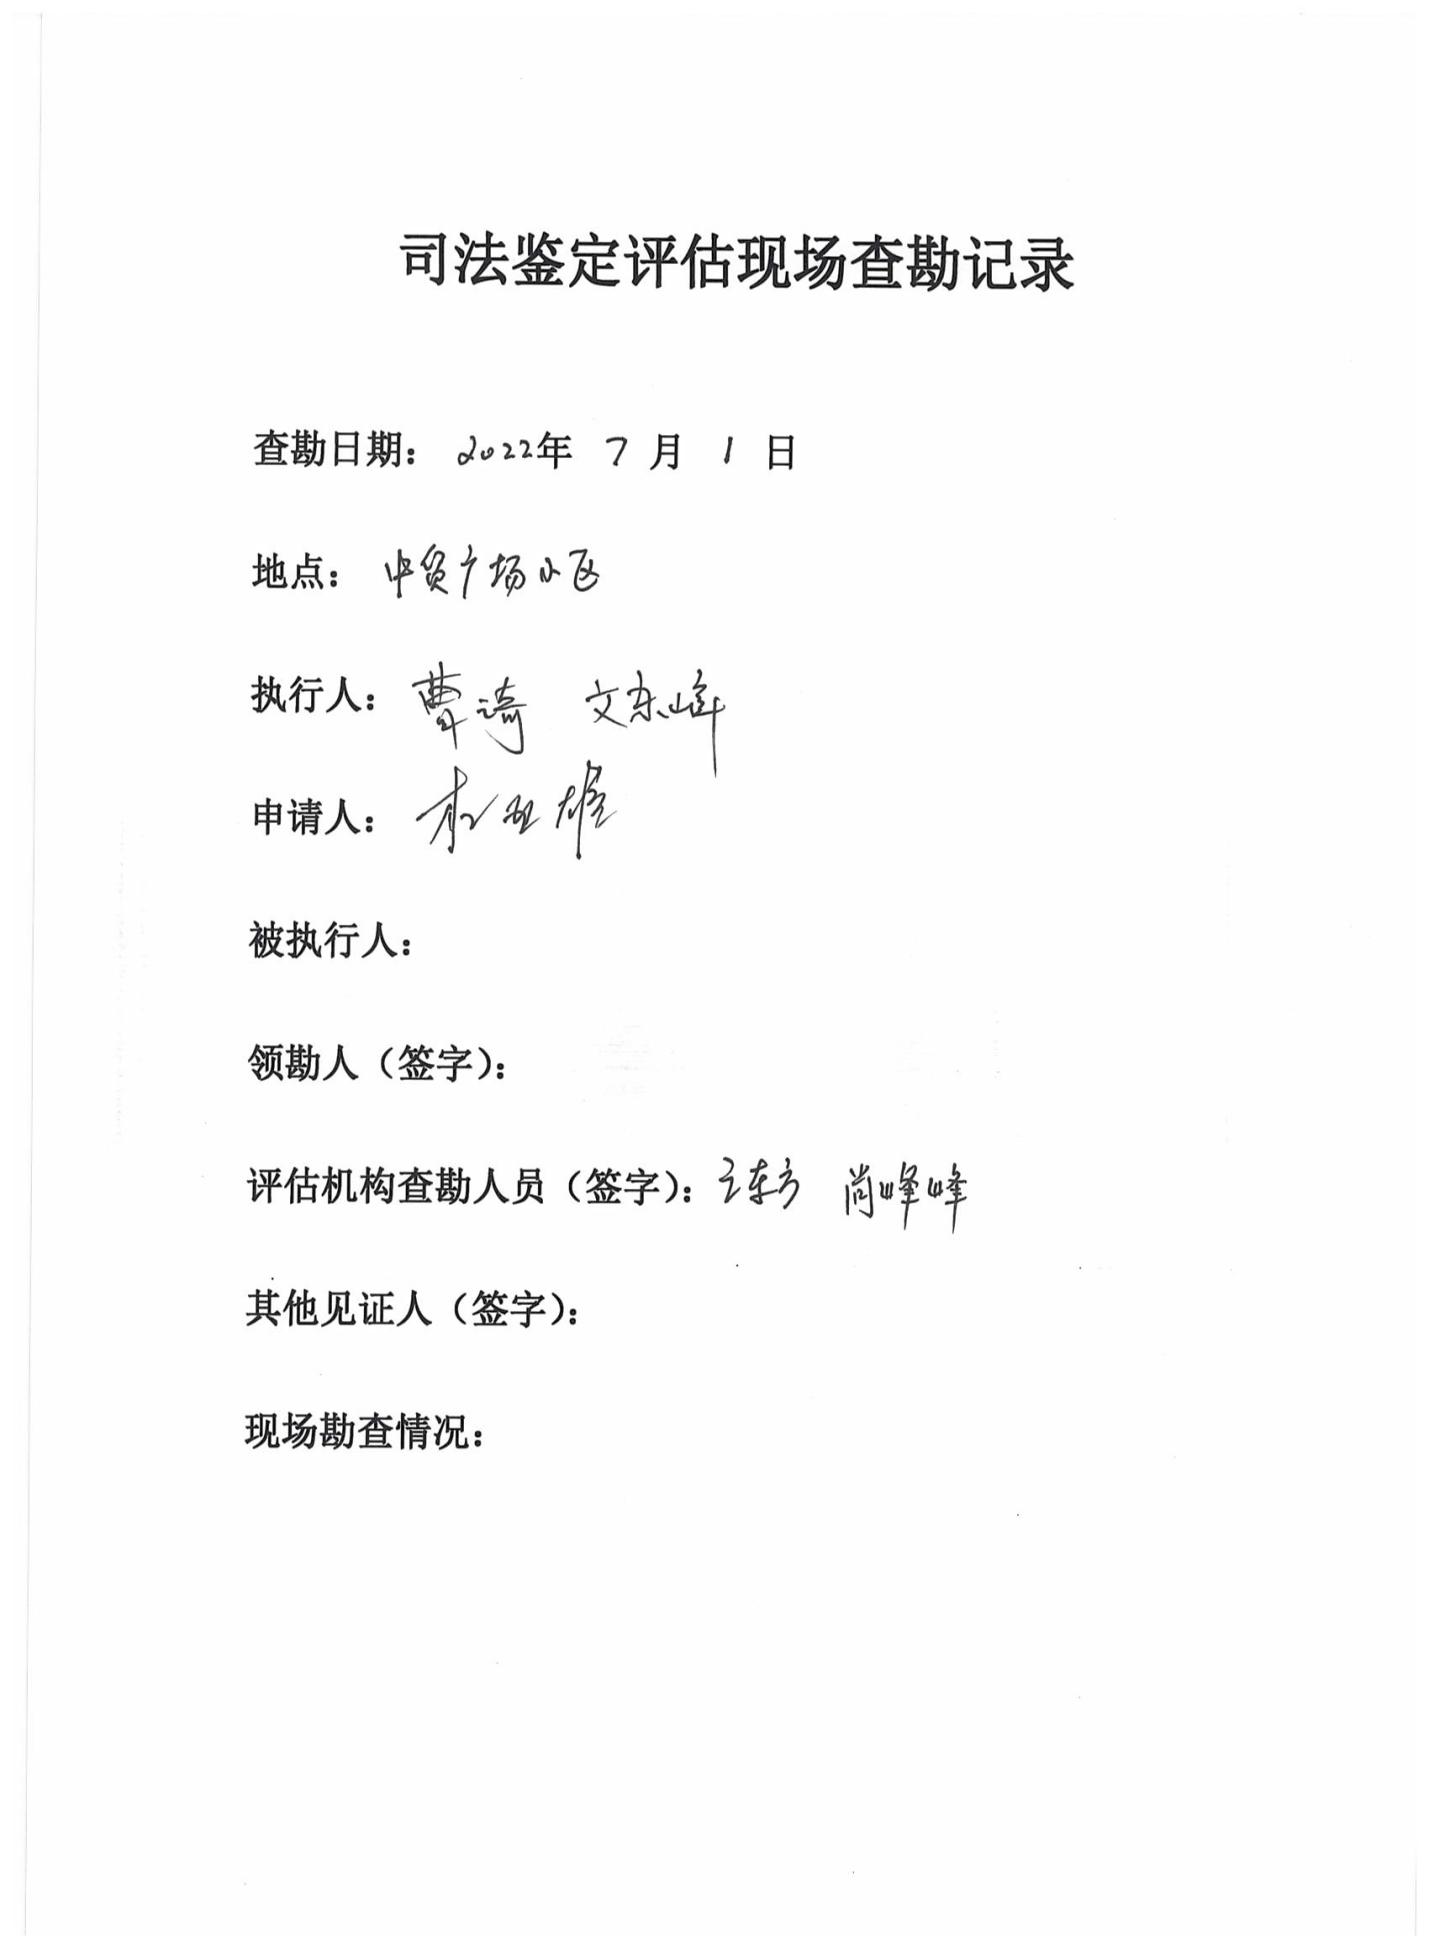 司法鉴定评估现场查勘记录
查勘日期： 2022年 7 月 1 日
地点： 中贸广场小区
执行人： 曹 文东峰
申请人：
被执行人：
领勘人（签字）：
评估机构查勘人员（签字）： 尚峰峰
其他见证人（签字）：
现场勘查情况：